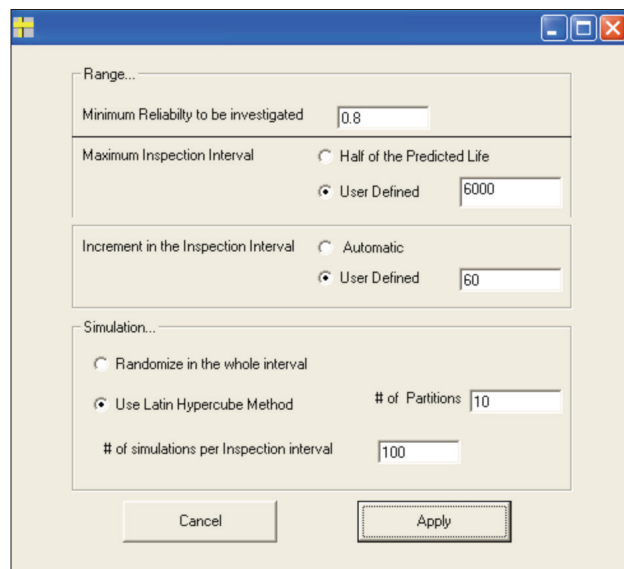 Range...
Minimum Reliabilty to be investigated 0.8
Maximum Inspection Interval Half of the Predicted Life
User Defined 6000
Increment in the Inspection Interval Automatic
User Defined 60
Simulation...
Randomize in the whole interval
Use Latin Hypercube Method # of Partitions 10
# of simulations per Inspection interval 100
Cancel Apply